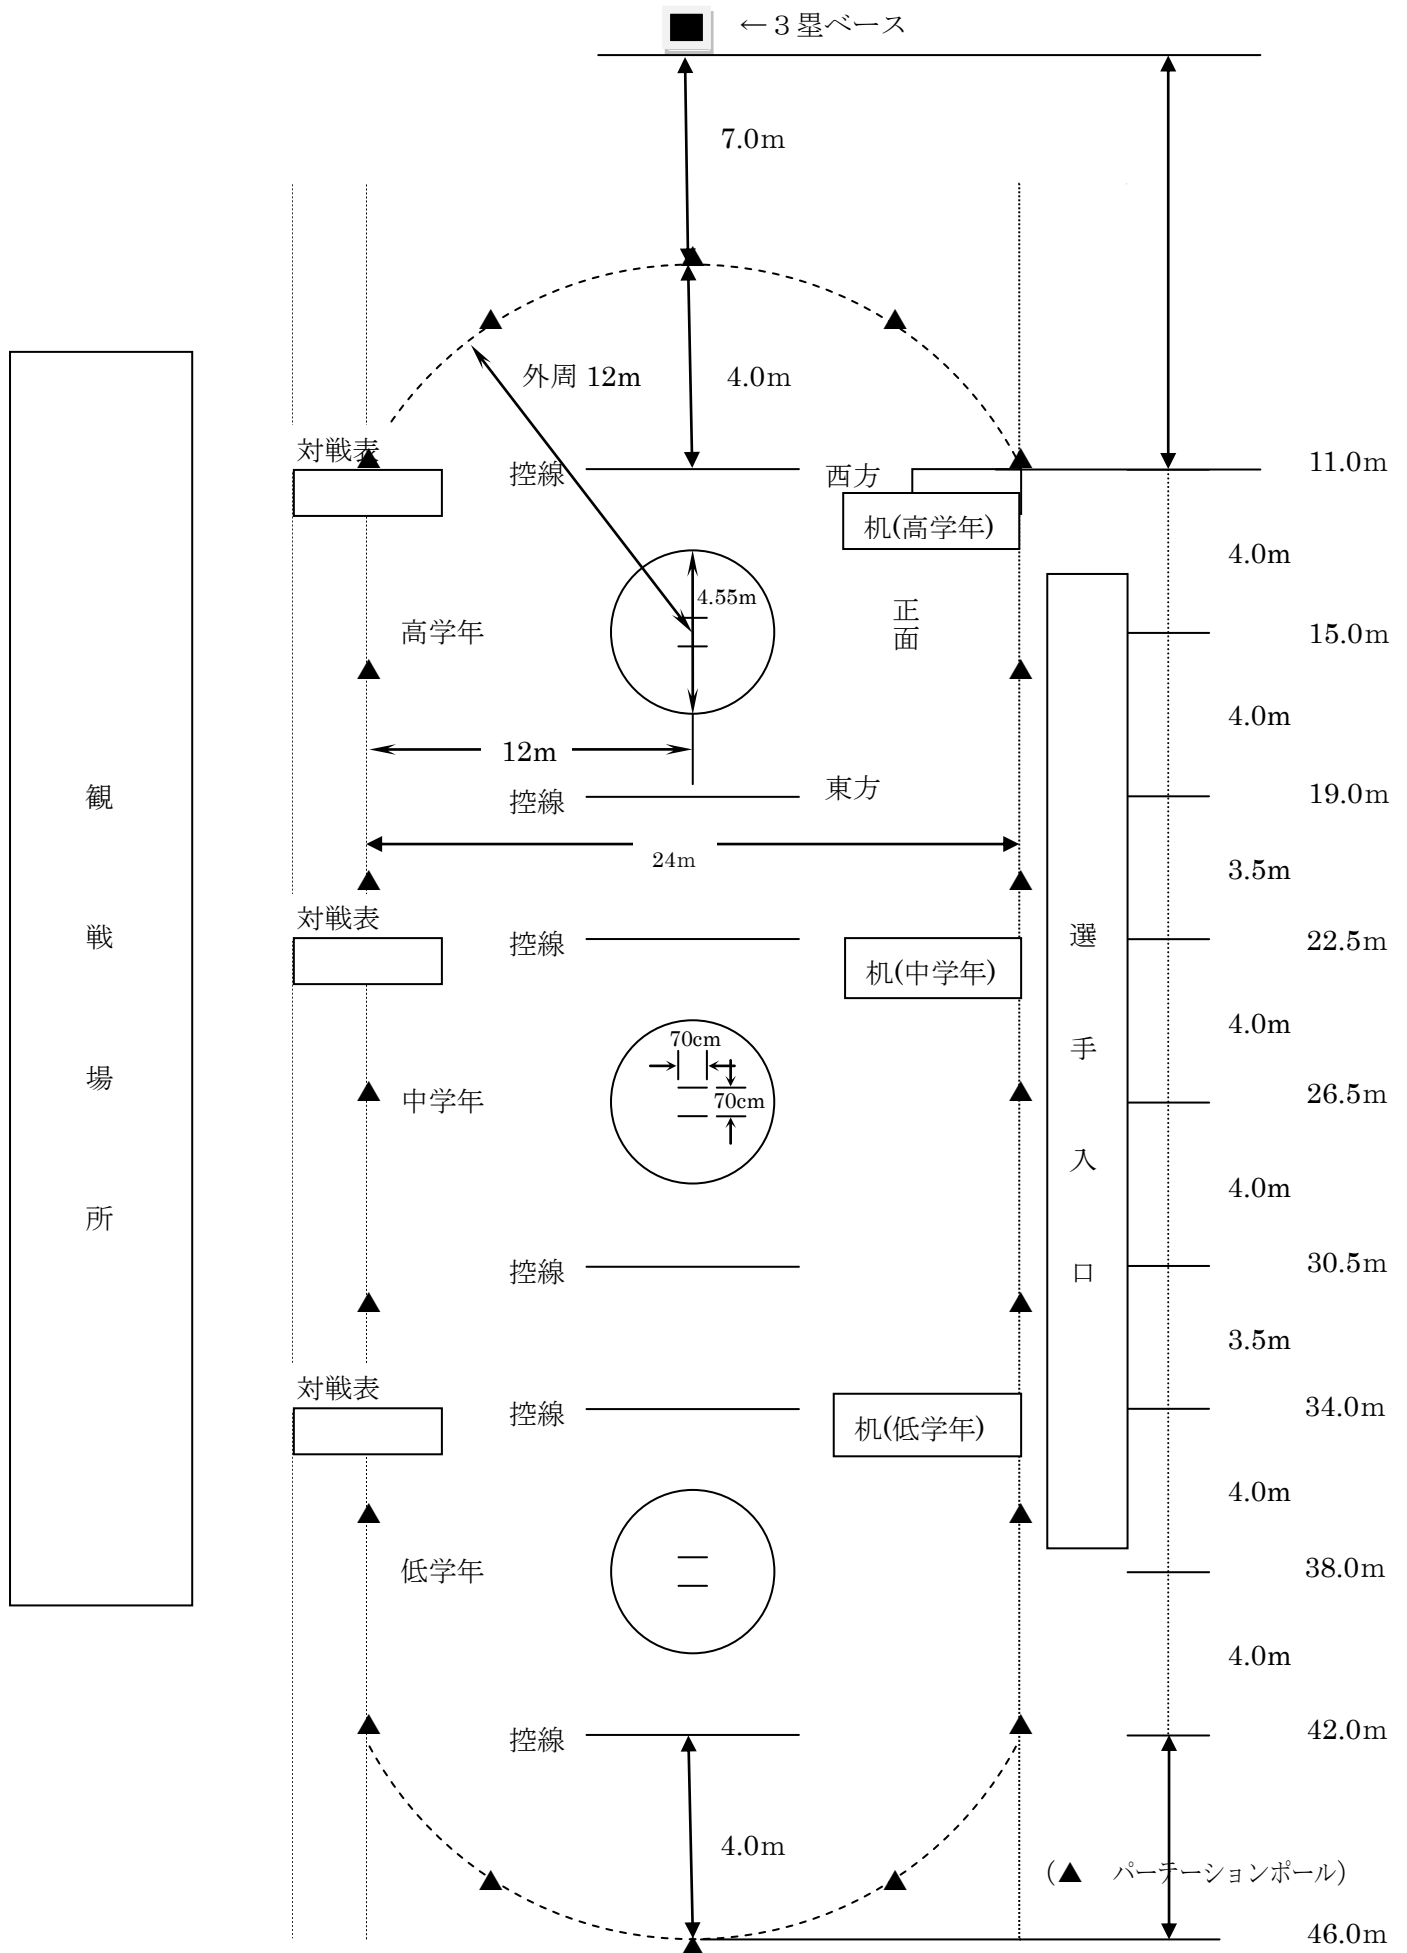 ←３塁ベース
7.0m
外周 12m
4.0m
対戦表
控線
西方
11.0m
机(高学年)
4.0m
4.55m
正面
高学年
15.0m
4.0m
12m
観戦場所
控線
東方
19.0m
24m
3.5m
対戦表
控線
選手入口
22.5m
机(中学年)
4.0m
70cm
70cm
中学年
26.5m
4.0m
控線
30.5m
3.5m
対戦表
控線
34.0m
机(低学年)
4.0m
低学年
38.0m
4.0m
控線
42.0m
4.0m
(▲ パーテーションポール)
46.0m